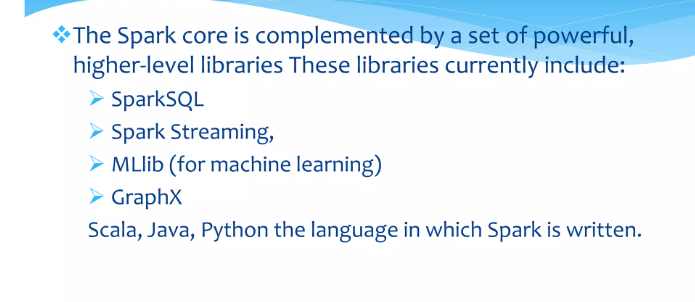 ❖The Spark core is complemented by a set of powerful,
higher-level libraries These libraries currently include:
➢ SparkSQL
➢ Spark Streaming,
➢ MLlib (for machine learning)
➢ GraphX
Scala, Java, Python the language in which Spark is written.